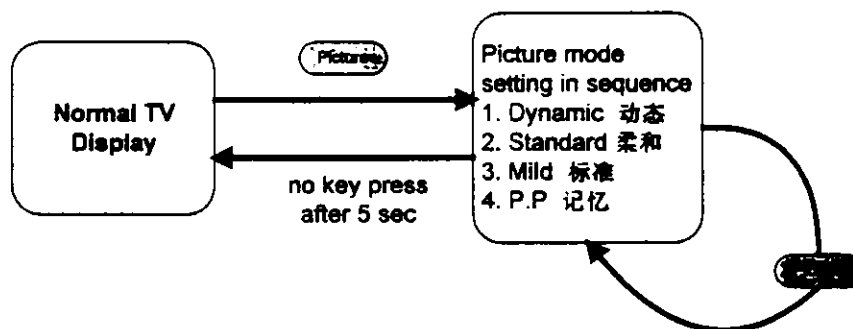 Picture
Normal TV
Display
no key press
after 5 sec
Picture mode
setting in sequence
1. Dynamic 动态
2. Standard 柔和
3. Mild 标准
4. P.P 记忆